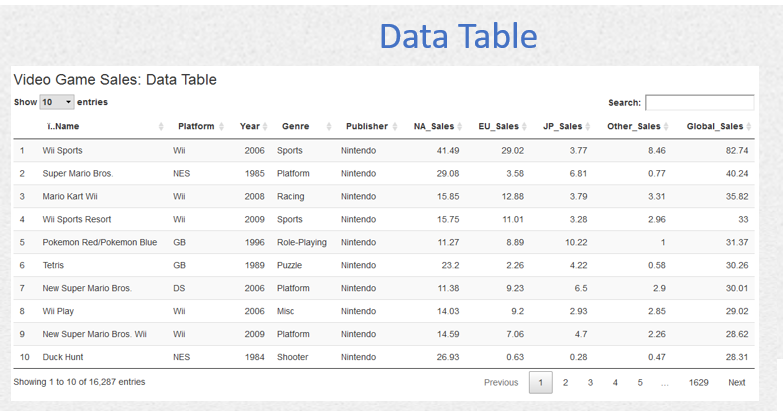 Data Table
Video Game Sales: Data Table
Show 10 entries Search:
ï..Name Platform Year Genre Publisher NA_Sales EU_Sales JP_Sales Other_Sales Global_Sales
1 Wii Sports Wii 2006 Sports Nintendo 41.49 29.02 3.77 8.46 82.74
2 Super Mario Bros. NES 1985 Platform Nintendo 29.08 3.58 6.81 0.77 40.24
3 Mario Kart Wii Wii 2008 Racing Nintendo 15.85 12.88 3.79 3.31 35.82
4 Wii Sports Resort Wii 2009 Sports Nintendo 15.75 11.01 3.28 2.96 33
5 Pokemon Red/Pokemon Blue GB 1996 Role-Playing Nintendo 11.27 8.89 10.22 1 31.37
6 Tetris GB 1989 Puzzle Nintendo 23.2 2.26 4.22 0.58 30.26
7 New Super Mario Bros. DS 2006 Platform Nintendo 11.38 9.23 6.5 2.9 30.01
8 Wii Play Wii 2006 Misc Nintendo 14.03 9.2 2.93 2.85 29.02
9 New Super Mario Bros. Wii Wii 2009 Platform Nintendo 14.59 7.06 4.7 2.26 28.62
10 Duck Hunt NES 1984 Shooter Nintendo 26.93 0.63 0.28 0.47 28.31
Showing 1 to 10 of 16,287 entries Previous 1 2 3 4 5 … 1629 Next